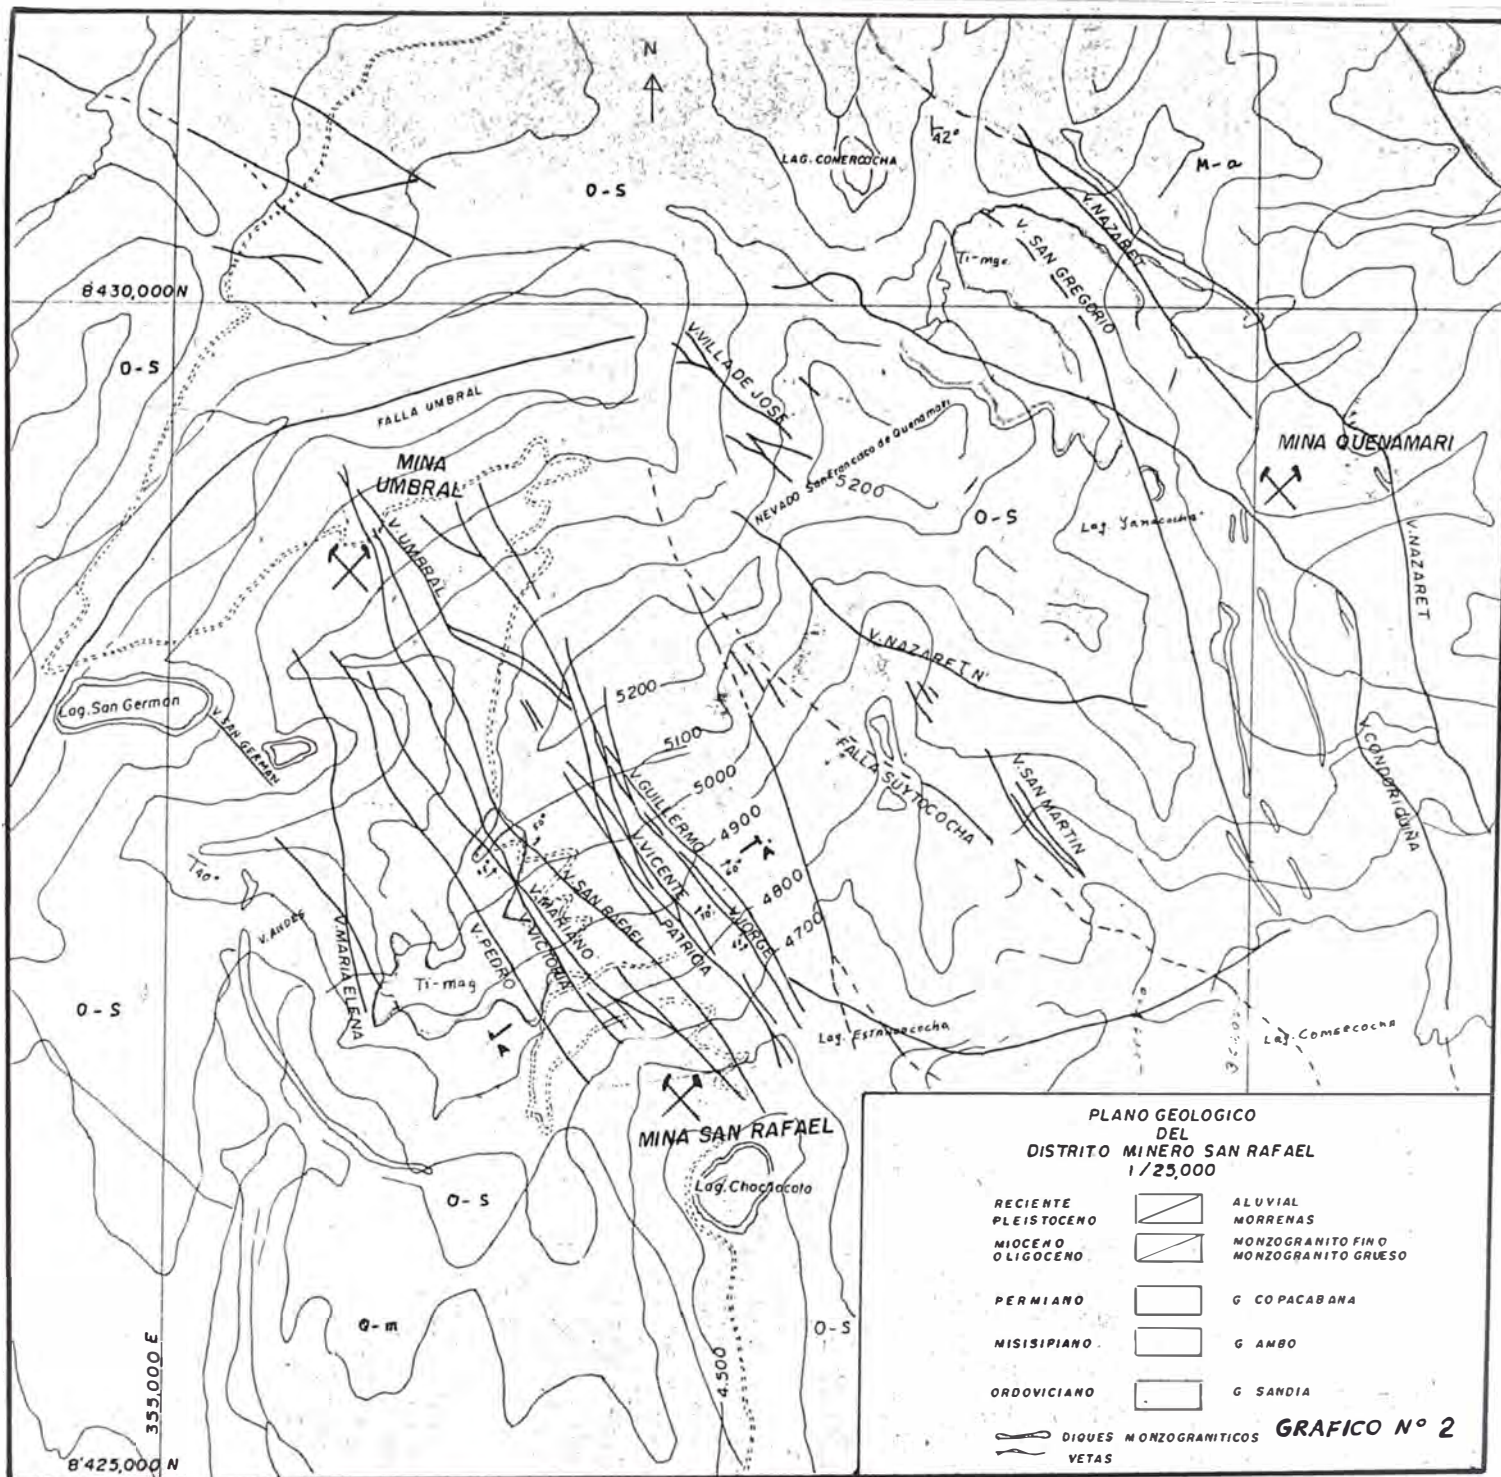 N
42°
LAG. CONERCOCHA
M-a
O-S
V. NAZARET
V. SAN GREGORIO
Ti-mge.
8'430,000 N
O-S
V. VILLA DE JOSE
FALLA UMBRAL
NEVADO San Francisco de Quenamari
5200
MINA QUENAMARI
MINA
UMBRAL
V. UMBRAL
O-S
Lag. Yanacocha
V. NAZARET
V. NAZARET N'
5200
5100
5000
4900
4800
4700
Lag. San German
V. SAN GERMAN
V. GUILLERMO
FALLA SUYTOCOCHA
V. SAN MARTIN
V. CONDORIQUIÑA
A'
V. VICENTE
V. SAN RAFAEL
V. MARIANO
V. VICTORIA
PATRICIA
V. JORGE
V. PEDRO
V. MARIA ELENA
V. ANDES
40°
Ti-mag
A
O-S
Lag. Comercocha
MINA SAN RAFAEL
Lag. Chocñacota
O-S
Q-m
O-S
4.500
355,000 E
8'425,000 N
PLANO GEOLOGICO
DEL
DISTRITO MINERO SAN RAFAEL
1/25,000
RECIENTE ALUVIAL
PLEISTOCENO MORRENAS
MIOCENO MONZOGRANITO FINO
OLIGOCENO MONZOGRANITO GRUESO
PERMIANO G COPACABANA
MISISIPIANO G AMBO
ORDOVICIANO G SANDIA
DIQUES MONZOGRANITICOS
VETAS
GRAFICO N° 2